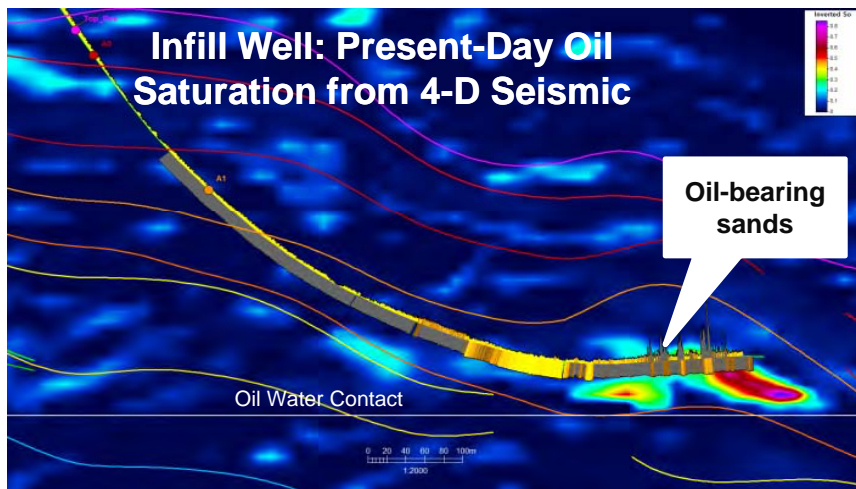 Infill Well: Present-Day Oil
Saturation from 4-D Seismic
Inverted So
A0
A1
Oil-bearing
sands
Oil Water Contact
0 20 40 60 80 100m
1:2000